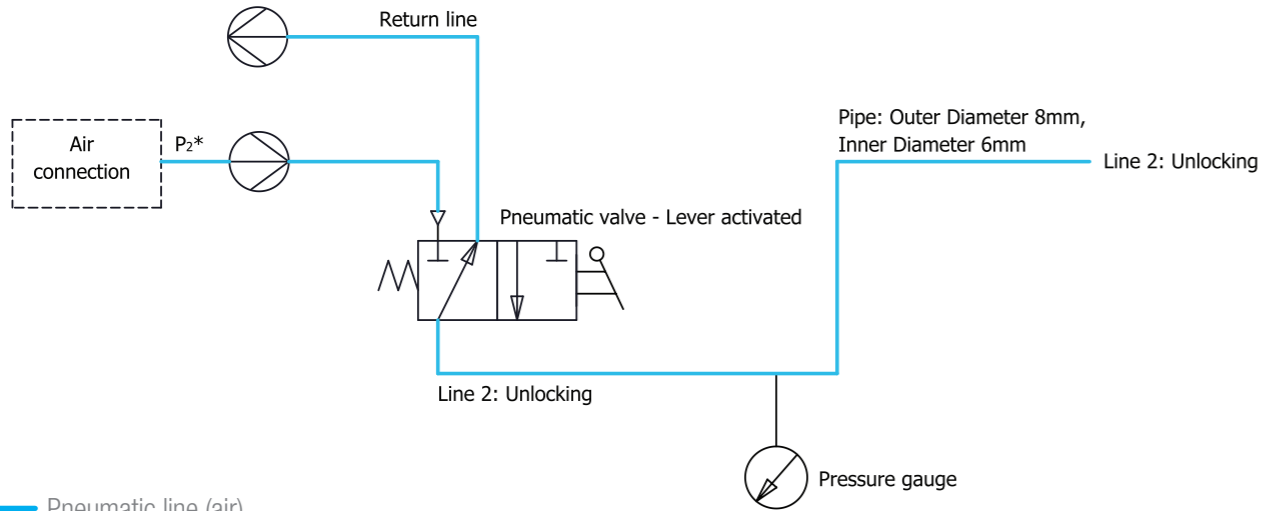 Return line
Air
connection
P2*
Pipe: Outer Diameter 8mm,
Inner Diameter 6mm
Line 2: Unlocking
Pneumatic valve - Lever activated
Line 2: Unlocking
Pressure gauge
Pneumatic line (air)